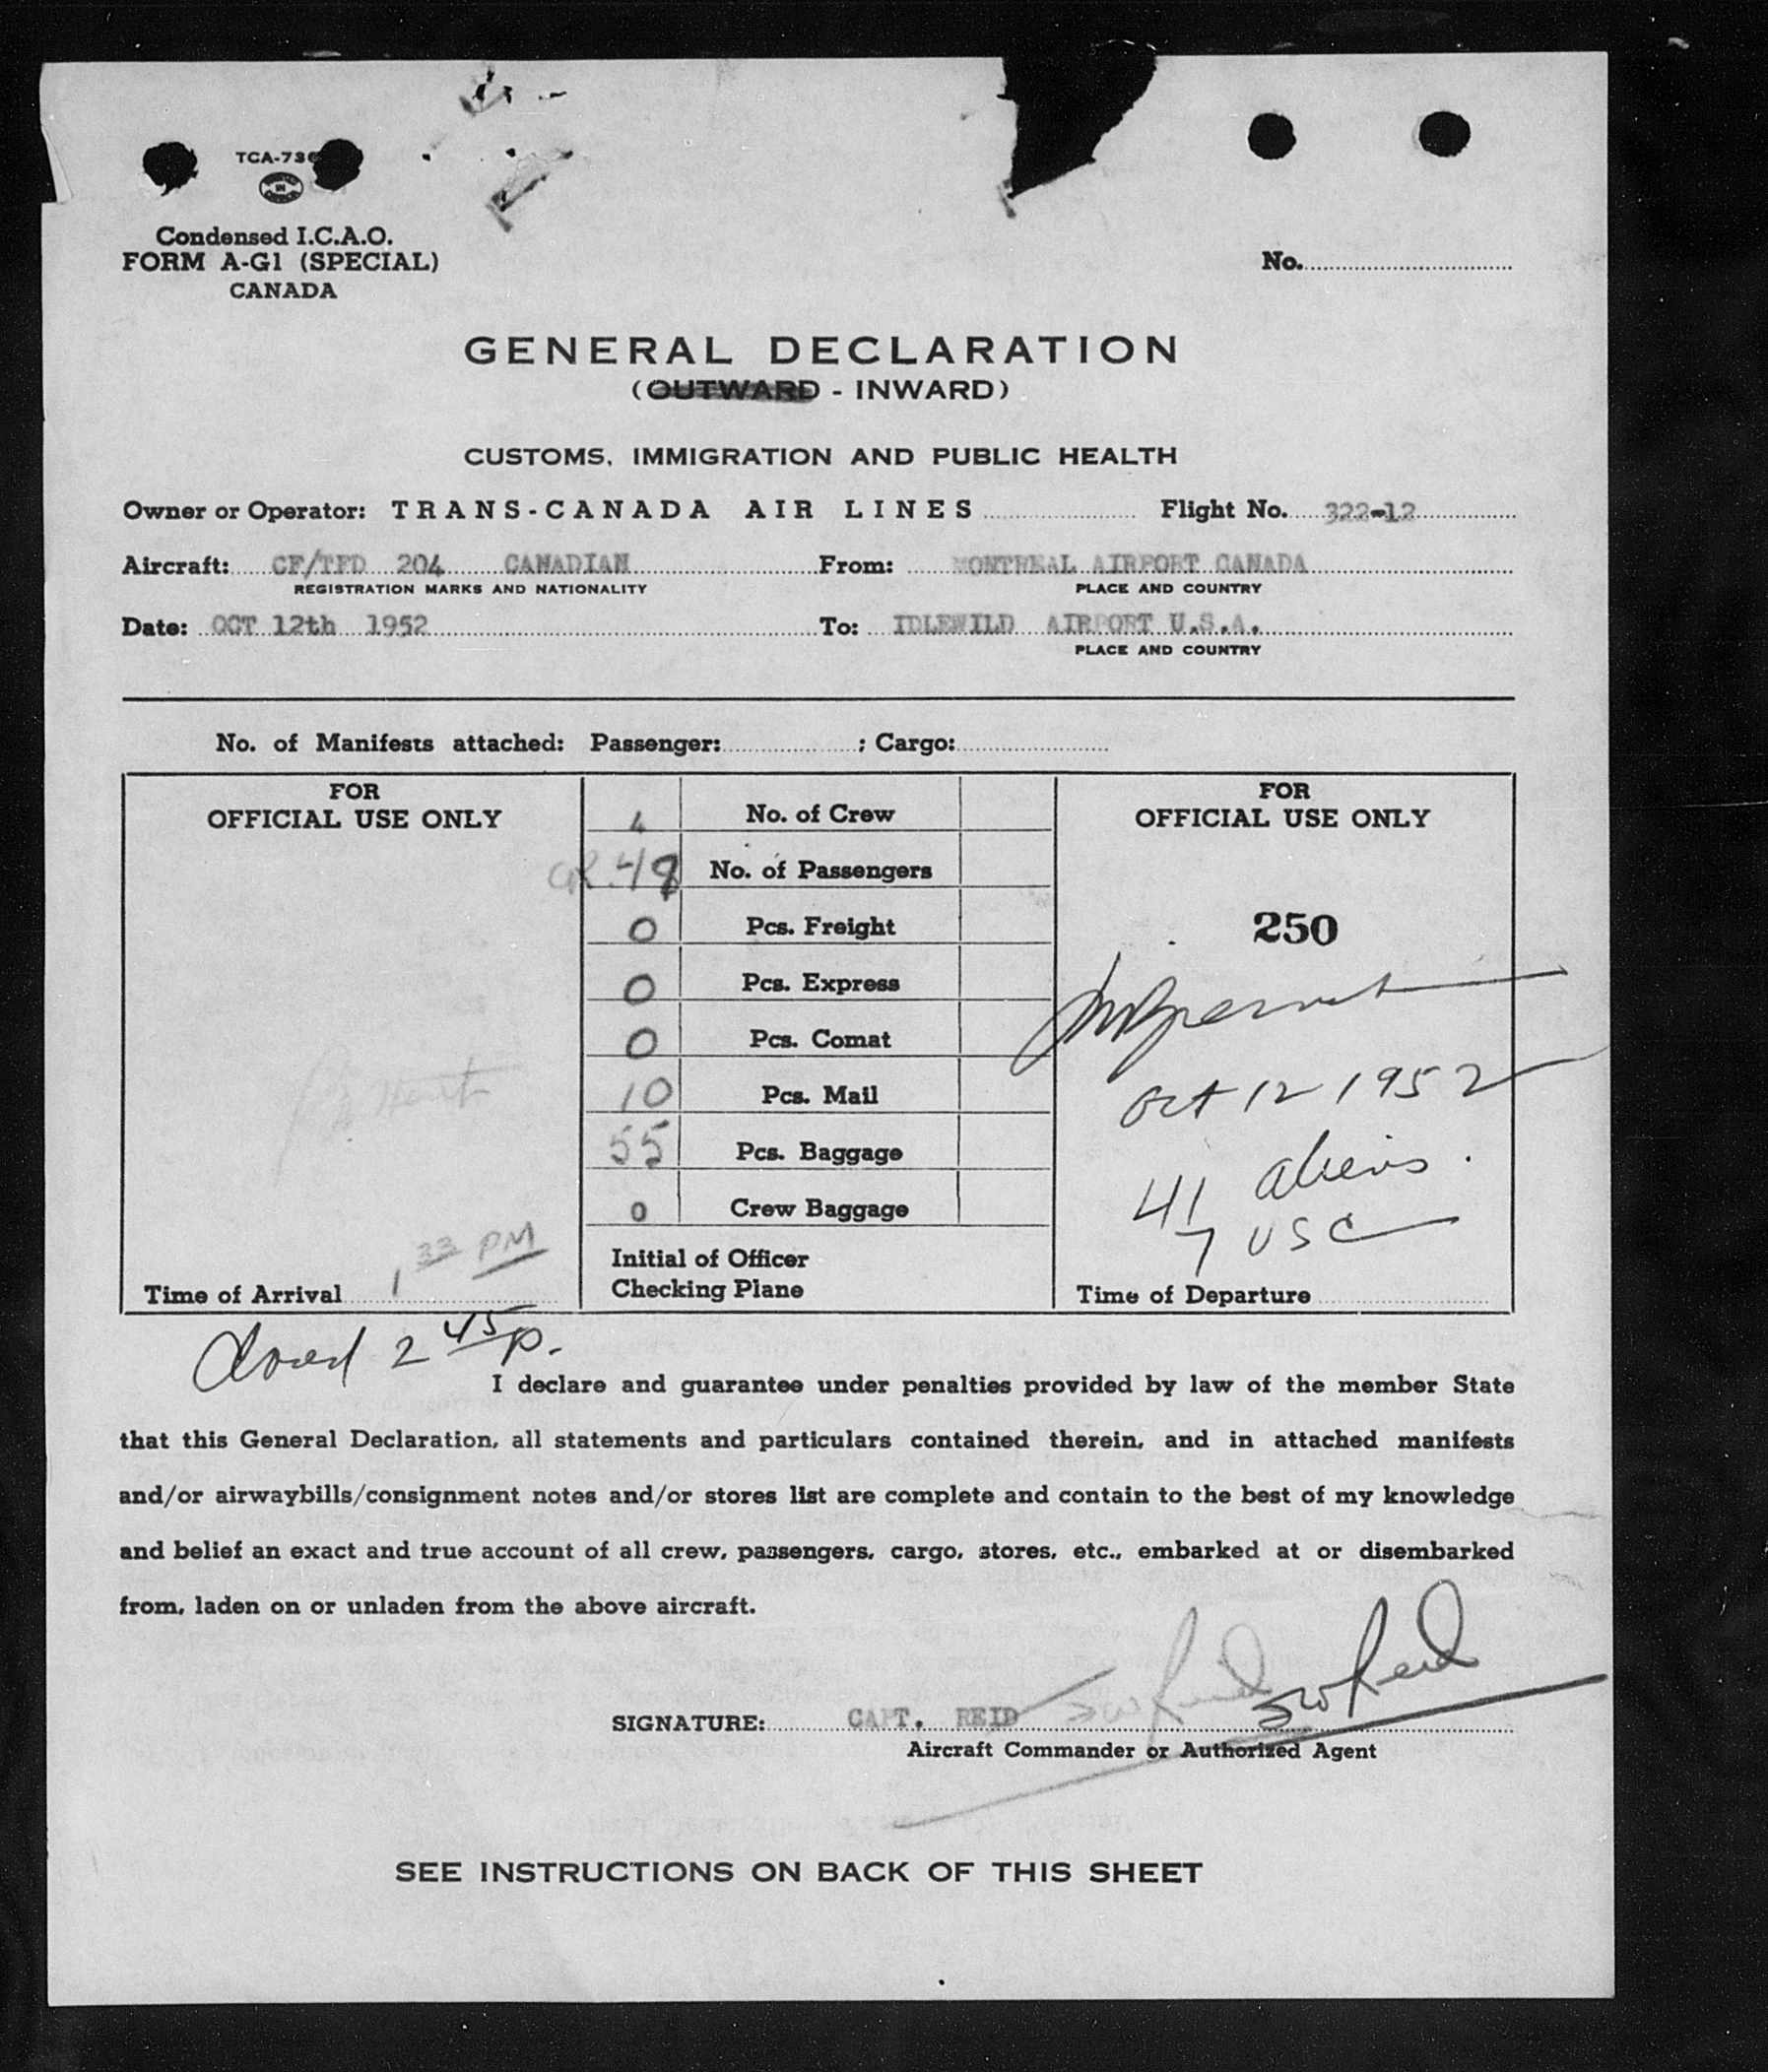 TCA-73
Condensed I.C.A.O.
FORM A-G1 (SPECIAL)
CANADA
No.
GENERAL DECLARATION
(OUTWARD - INWARD)
CUSTOMS, IMMIGRATION AND PUBLIC HEALTH
Owner or Operator: TRANS-CANADA AIR LINES Flight No. 322-12
Aircraft: CF/TFD 204 CANADIAN From: MONTREAL AIRPORT CANADA
REGISTRATION MARKS AND NATIONALITY PLACE AND COUNTRY
Date: OCT 12th 1952 To: IDLEWILD AIRPORT U.S.A.
PLACE AND COUNTRY
No. of Manifests attached: Passenger: ; Cargo:
FOR
OFFICIAL USE ONLY
1 33 PM
Time of Arrival
4 No. of Crew
48 No. of Passengers
0 Pcs. Freight
0 Pcs. Express
0 Pcs. Comat
10 Pcs. Mail
55 Pcs. Baggage
0 Crew Baggage
Initial of Officer
Checking Plane
FOR
OFFICIAL USE ONLY
250
Oct 12 1952
41 aliens.
7 USC
Time of Departure
2 45 p.
I declare and guarantee under penalties provided by law of the member State
that this General Declaration, all statements and particulars contained therein, and in attached manifests
and/or airwaybills/consignment notes and/or stores list are complete and contain to the best of my knowledge
and belief an exact and true account of all crew, passengers, cargo, stores, etc., embarked at or disembarked
from, laden on or unladen from the above aircraft.
SIGNATURE: CAPT. REID SW Reid SW Reid
Aircraft Commander or Authorized Agent
SEE INSTRUCTIONS ON BACK OF THIS SHEET